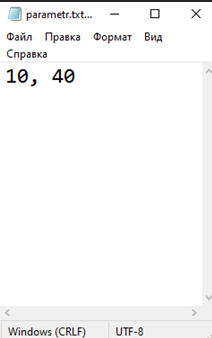 parametr.txt...
Файл Правка Формат Вид
Справка
10, 40
Windows (CRLF) UTF-8